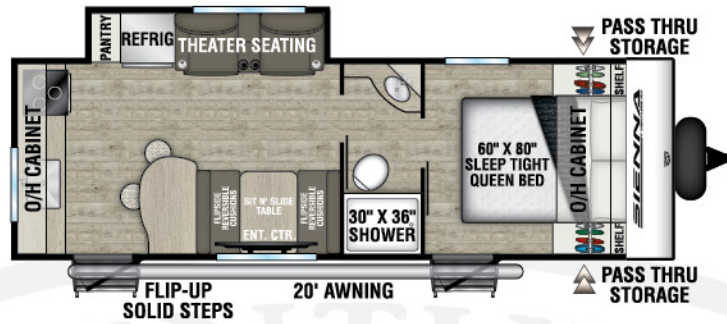 PANTRY
REFRIG
THEATER SEATING
PASS THRU
STORAGE
SHELF
O/H CABINET
60" X 80"
SLEEP TIGHT
QUEEN BED
O/H CABINET
SIENNA
FLIPSIDE
REVERSIBLE
CUSHIONS
SIT N' SLIDE
TABLE
FLIPSIDE
REVERSIBLE
CUSHIONS
ENT. CTR.
30" X 36"
SHOWER
SHELF
FLIP-UP
SOLID STEPS
20' AWNING
PASS THRU
STORAGE